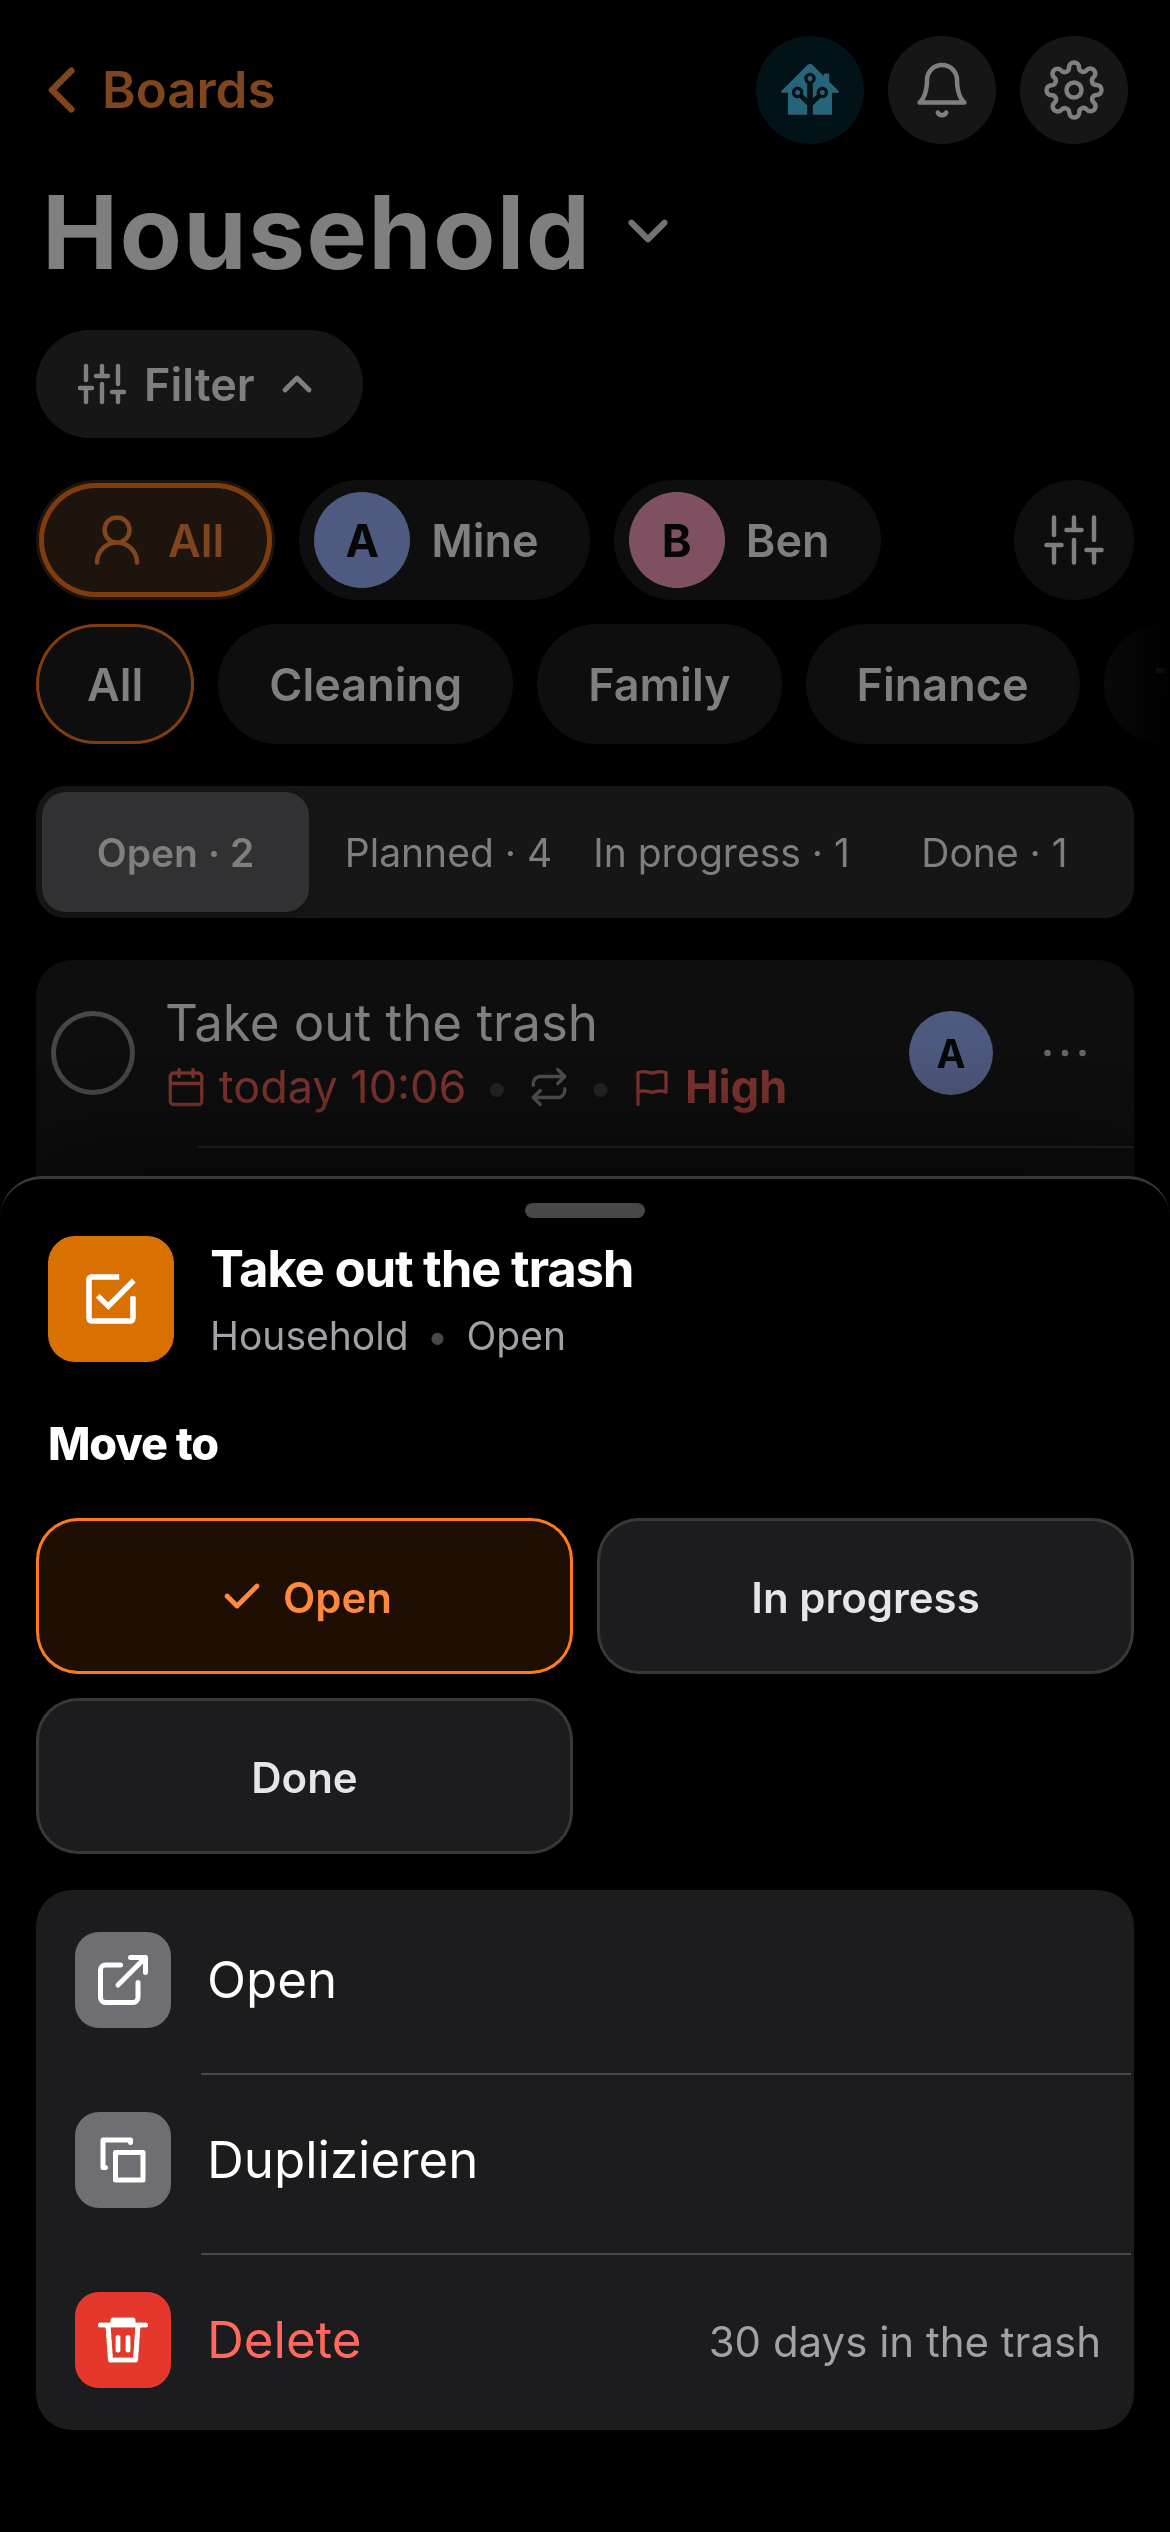 Boards
Household
Filter
All
A Mine
B Ben
All
Cleaning
Family
Finance
Open · 2
Planned · 4
In progress · 1
Done · 1
Take out the trash
today 10:06 • • High
A
Take out the trash
Household • Open
Move to
Open
In progress
Done
Open
Duplizieren
Delete
30 days in the trash